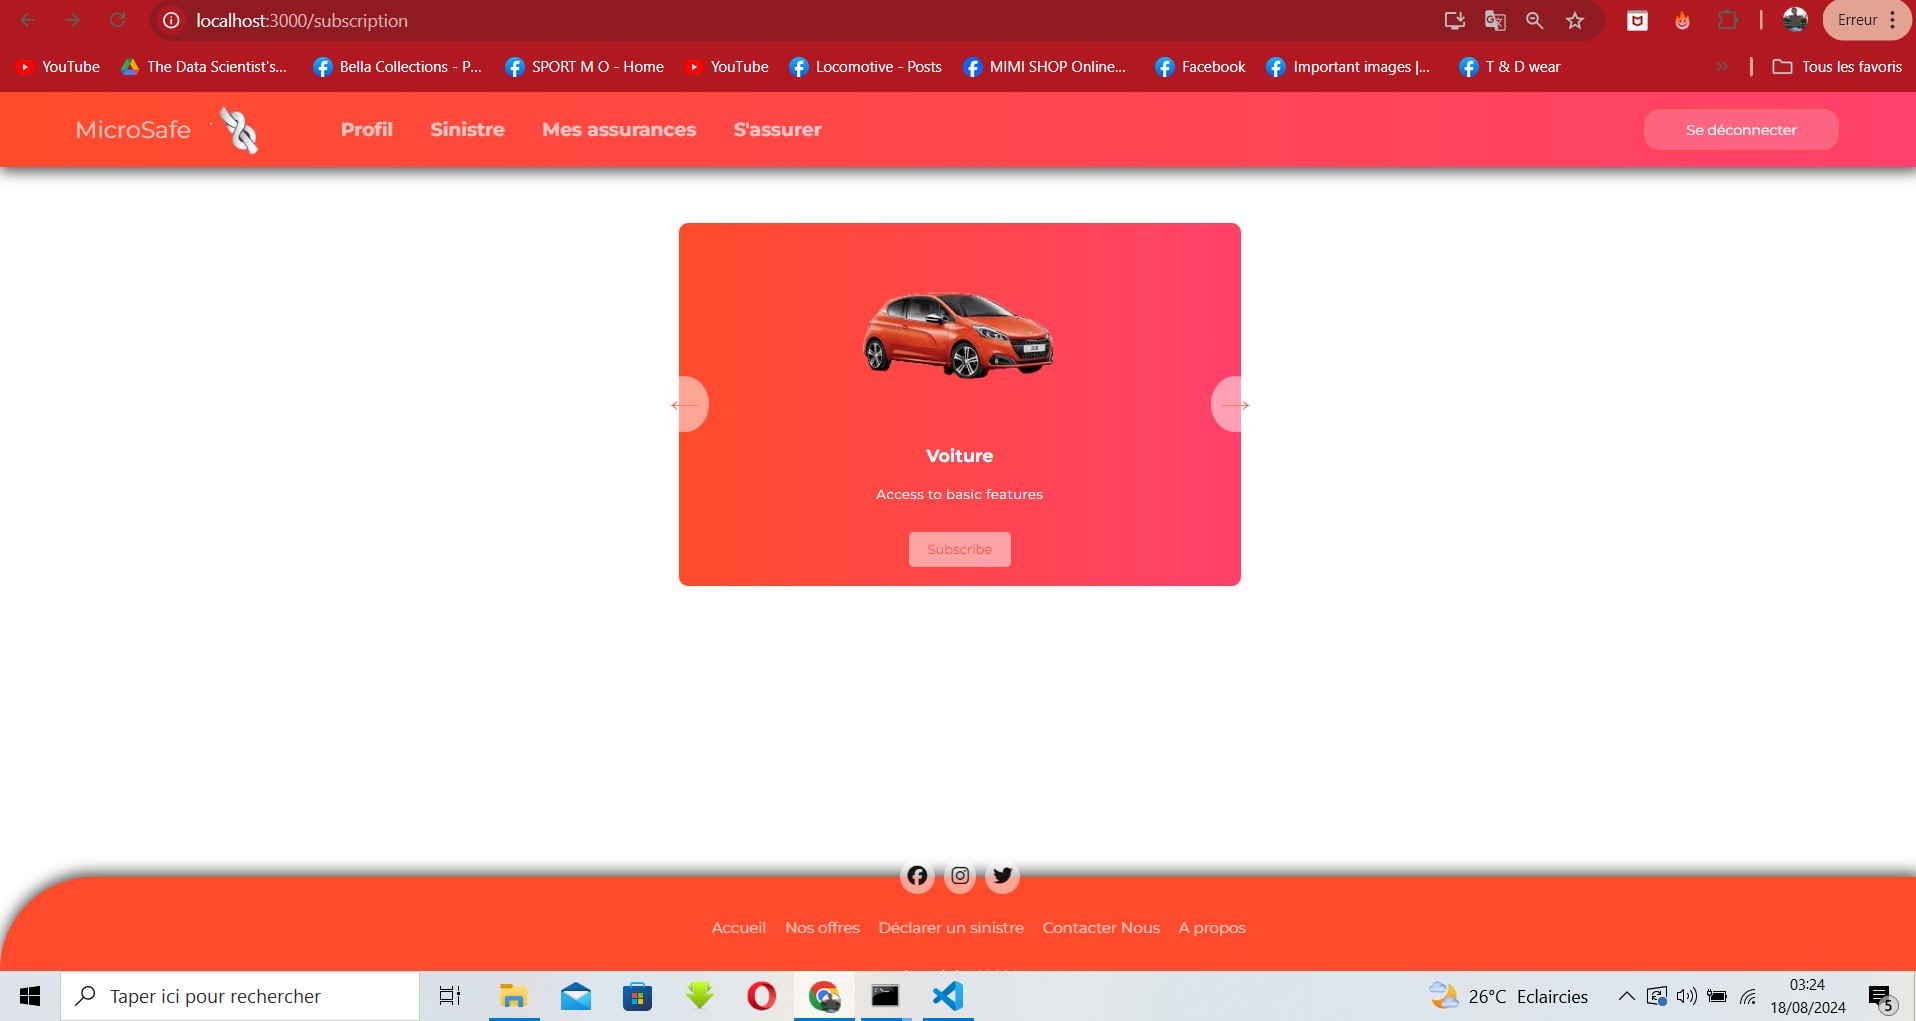 localhost:3000/subscription
Erreur
YouTube
The Data Scientist's...
Bella Collections - P...
SPORT M O - Home
YouTube
Locomotive - Posts
MIMI SHOP Online...
Facebook
Important images |...
T & D wear
Tous les favoris
MicroSafe
Profil
Sinistre
Mes assurances
S'assurer
Se déconnecter
Voiture
Access to basic features
Subscribe
Accueil
Nos offres
Déclarer un sinistre
Contacter Nous
A propos
Taper ici pour rechercher
26°C Eclaircies
03:24
18/08/2024
5